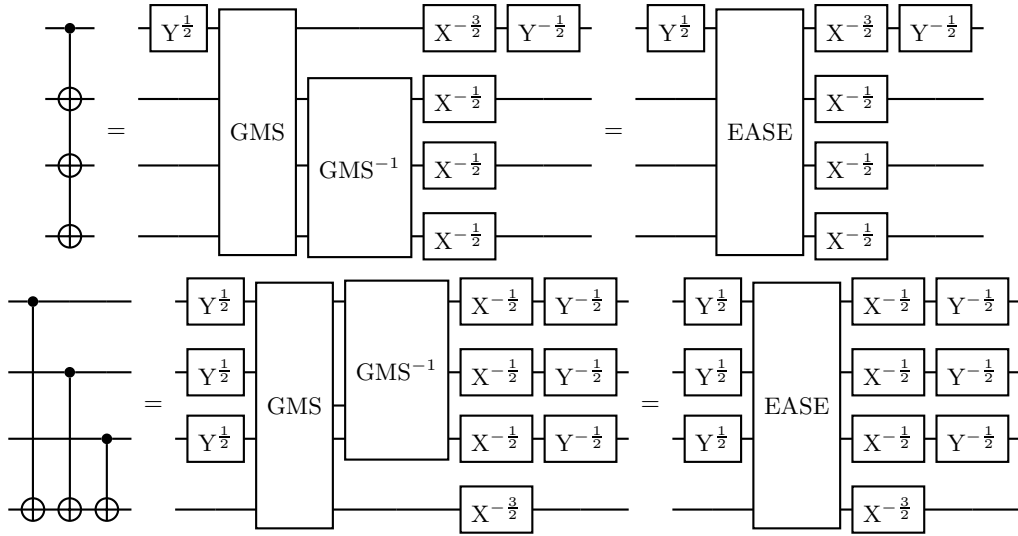 Y^{1/2} X^{-3/2} Y^{-1/2} Y^{1/2} X^{-3/2} Y^{-1/2}
X^{-1/2} X^{-1/2}
= GMS = EASE
GMS^{-1} X^{-1/2} X^{-1/2}
X^{-1/2} X^{-1/2}
Y^{1/2} X^{-1/2} Y^{-1/2} Y^{1/2} X^{-1/2} Y^{-1/2}
Y^{1/2} GMS^{-1} X^{-1/2} Y^{-1/2} Y^{1/2} X^{-1/2} Y^{-1/2}
= GMS = EASE
Y^{1/2} X^{-1/2} Y^{-1/2} Y^{1/2} X^{-1/2} Y^{-1/2}
X^{-3/2} X^{-3/2}